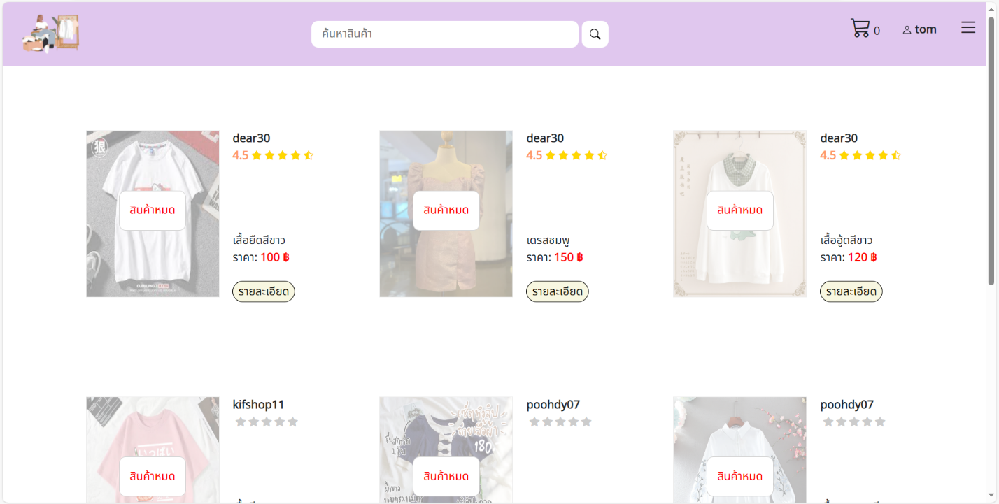 ค้นหาสินค้า
0
tom
狠
dear30
4.5
สินค้าหมด
เสื้อยืดสีขาว
ราคา: 100 ฿
รายละเอียด
dear30
4.5
สินค้าหมด
เดรสชมพู
ราคา: 150 ฿
รายละเอียด
dear30
4.5
สินค้าหมด
เสื้อฮู้ดสีขาว
ราคา: 120 ฿
รายละเอียด
kifshop11
いっぱい
สินค้าหมด
poohdy07
180
สินค้าหมด
poohdy07
สินค้าหมด